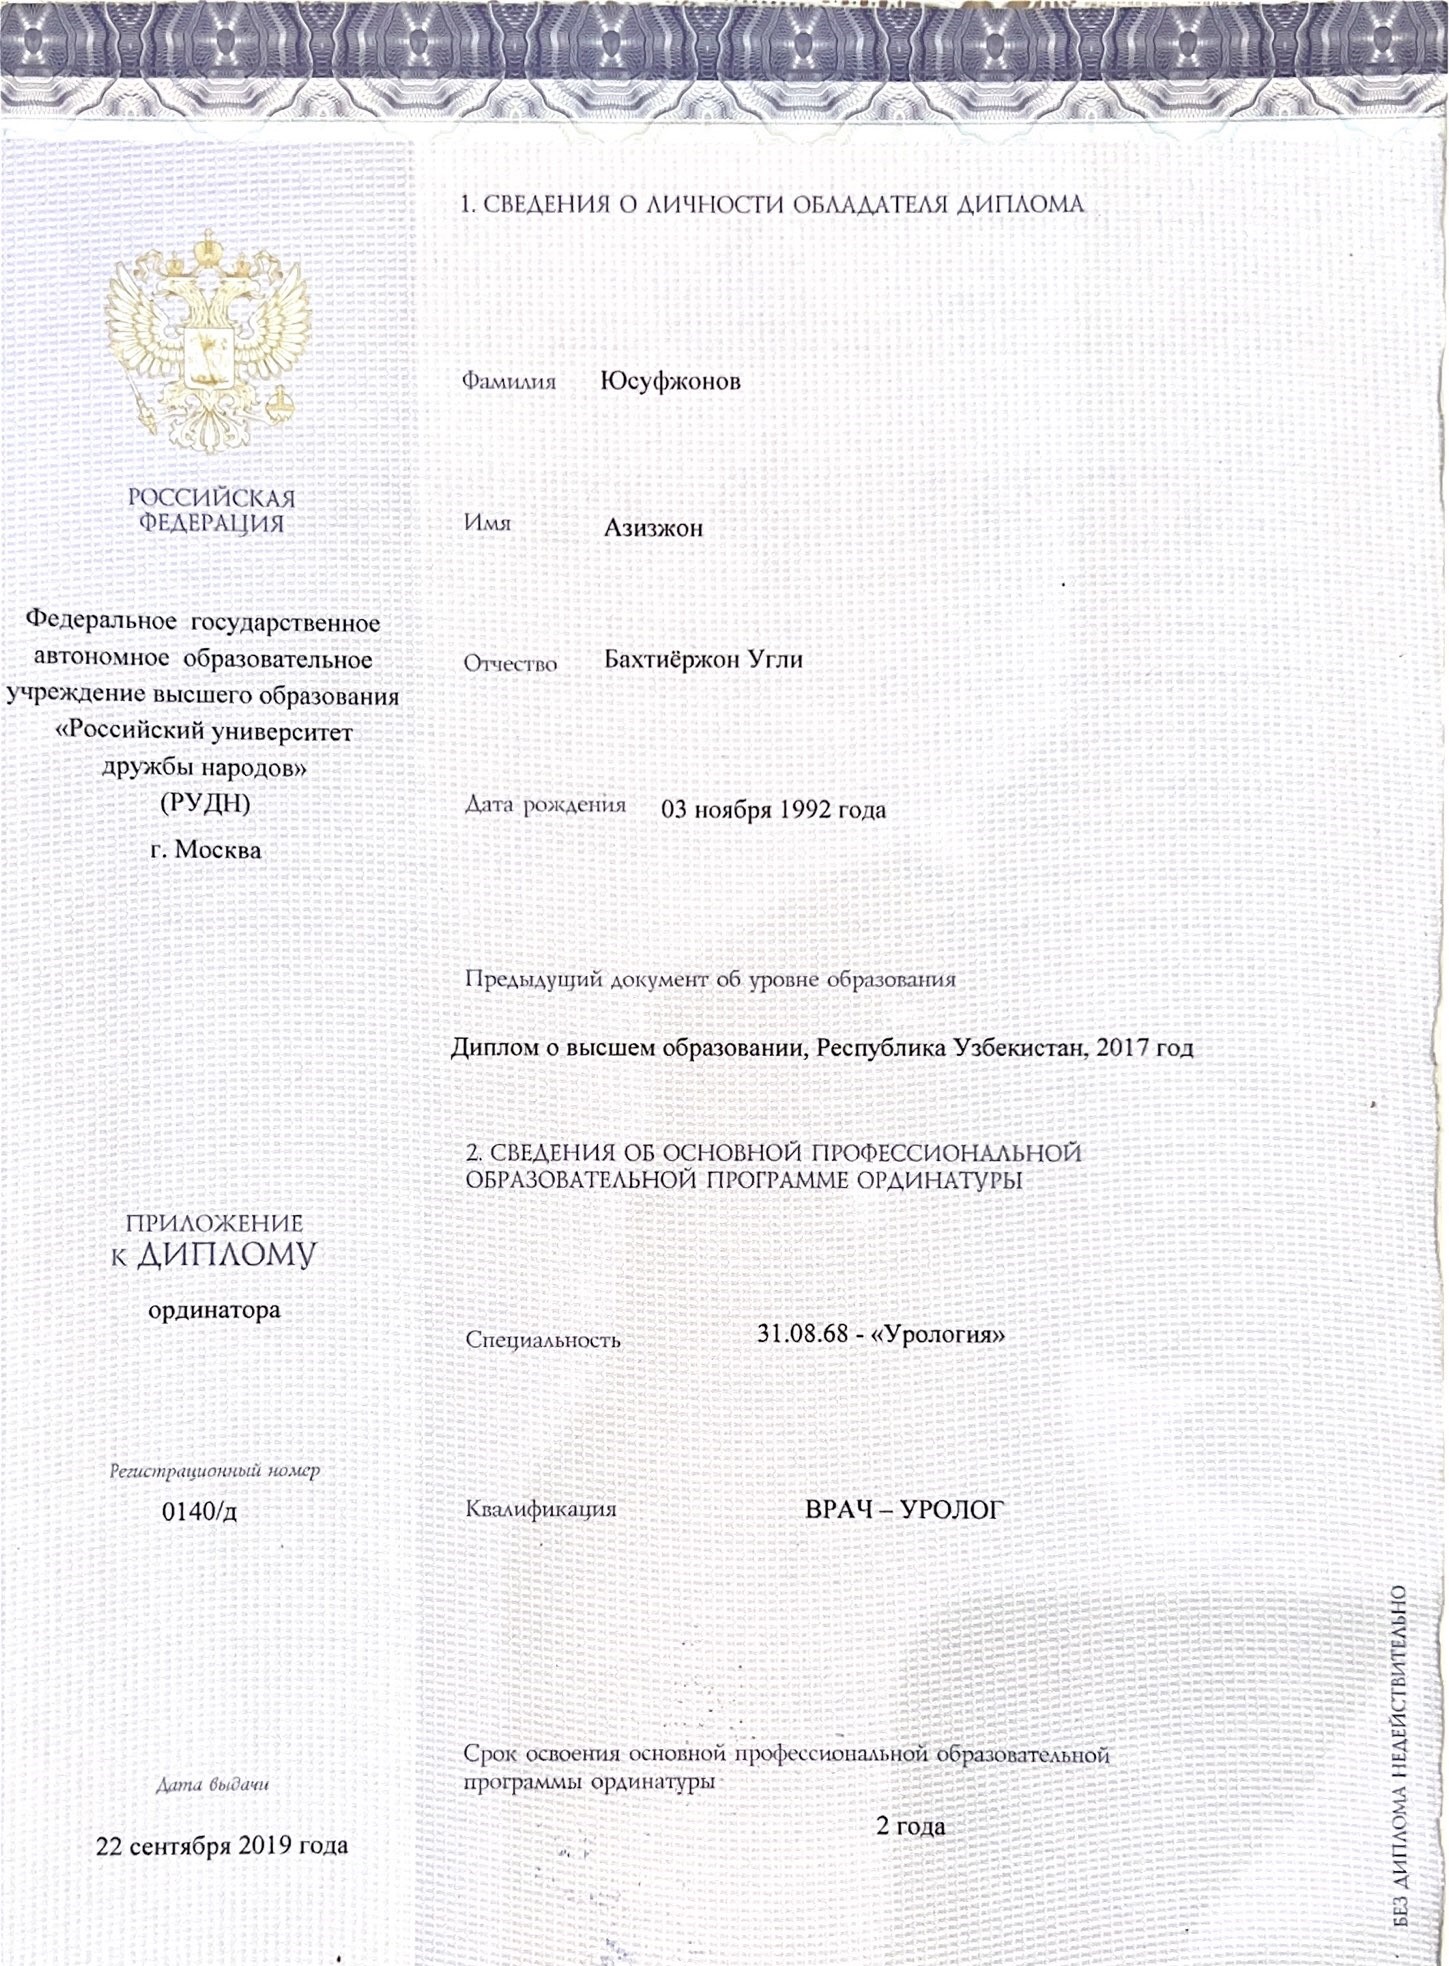 РОССИЙСКАЯ
ФЕДЕРАЦИЯ
Федеральное государственное
автономное образовательное
учреждение высшего образования
«Российский университет
дружбы народов»
(РУДН)
г. Москва
ПРИЛОЖЕНИЕ
к ДИПЛОМУ
ординатора
Регистрационный номер
0140/д
Дата выдачи
22 сентября 2019 года
1. СВЕДЕНИЯ О ЛИЧНОСТИ ОБЛАДАТЕЛЯ ДИПЛОМА
Фамилия Юсуфжонов
Имя Азизжон
Отчество Бахтиёржон Угли
Дата рождения 03 ноября 1992 года
Предыдущий документ об уровне образования
Диплом о высшем образовании, Республика Узбекистан, 2017 год
2. СВЕДЕНИЯ ОБ ОСНОВНОЙ ПРОФЕССИОНАЛЬНОЙ
ОБРАЗОВАТЕЛЬНОЙ ПРОГРАММЕ ОРДИНАТУРЫ
Специальность 31.08.68 - «Урология»
Квалификация ВРАЧ – УРОЛОГ
Срок освоения основной профессиональной образовательной
программы ординатуры
2 года
БЕЗ ДИПЛОМА НЕДЕЙСТВИТЕЛЬНО